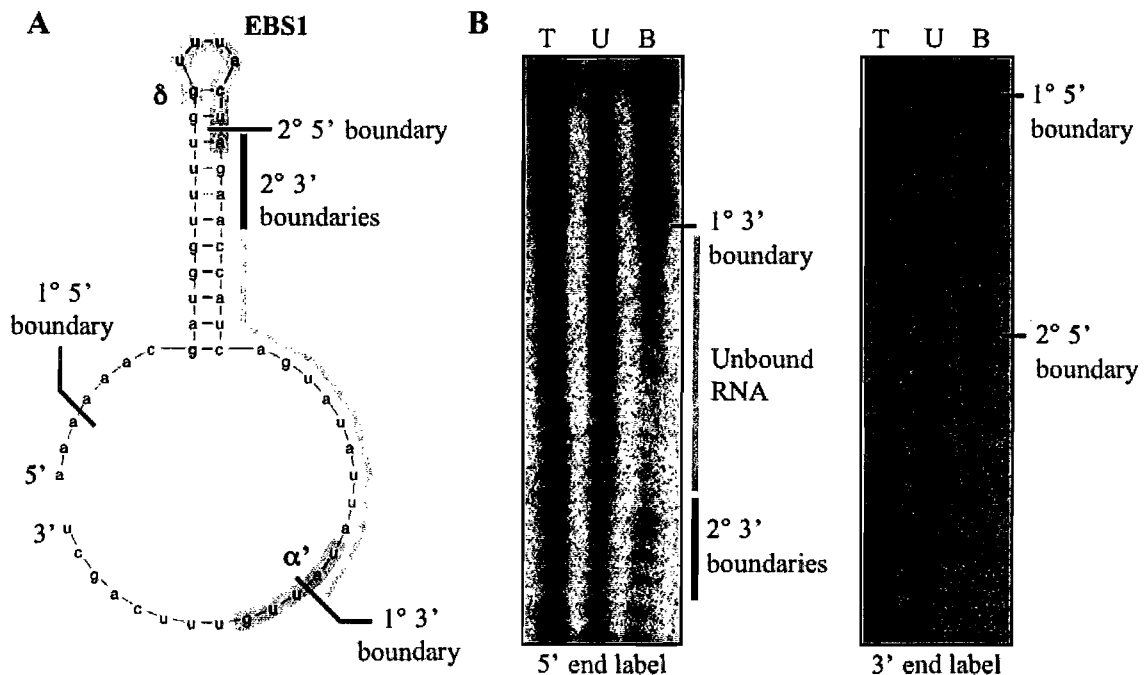 A
EBS1
u u u a
δ
g g u u u u g g u a g
c u a g a a c c a u c
2° 5’ boundary
2° 3’
boundaries
1° 5’
boundary
5’ a a a a a a c
a g u a u a u u a u a u u g u u u c a g c u
3’
α’
1° 3’
boundary
B
T U B
1° 3’
boundary
Unbound
RNA
2° 3’
boundaries
5’ end label
T U B
1° 5’
boundary
2° 5’
boundary
3’ end label